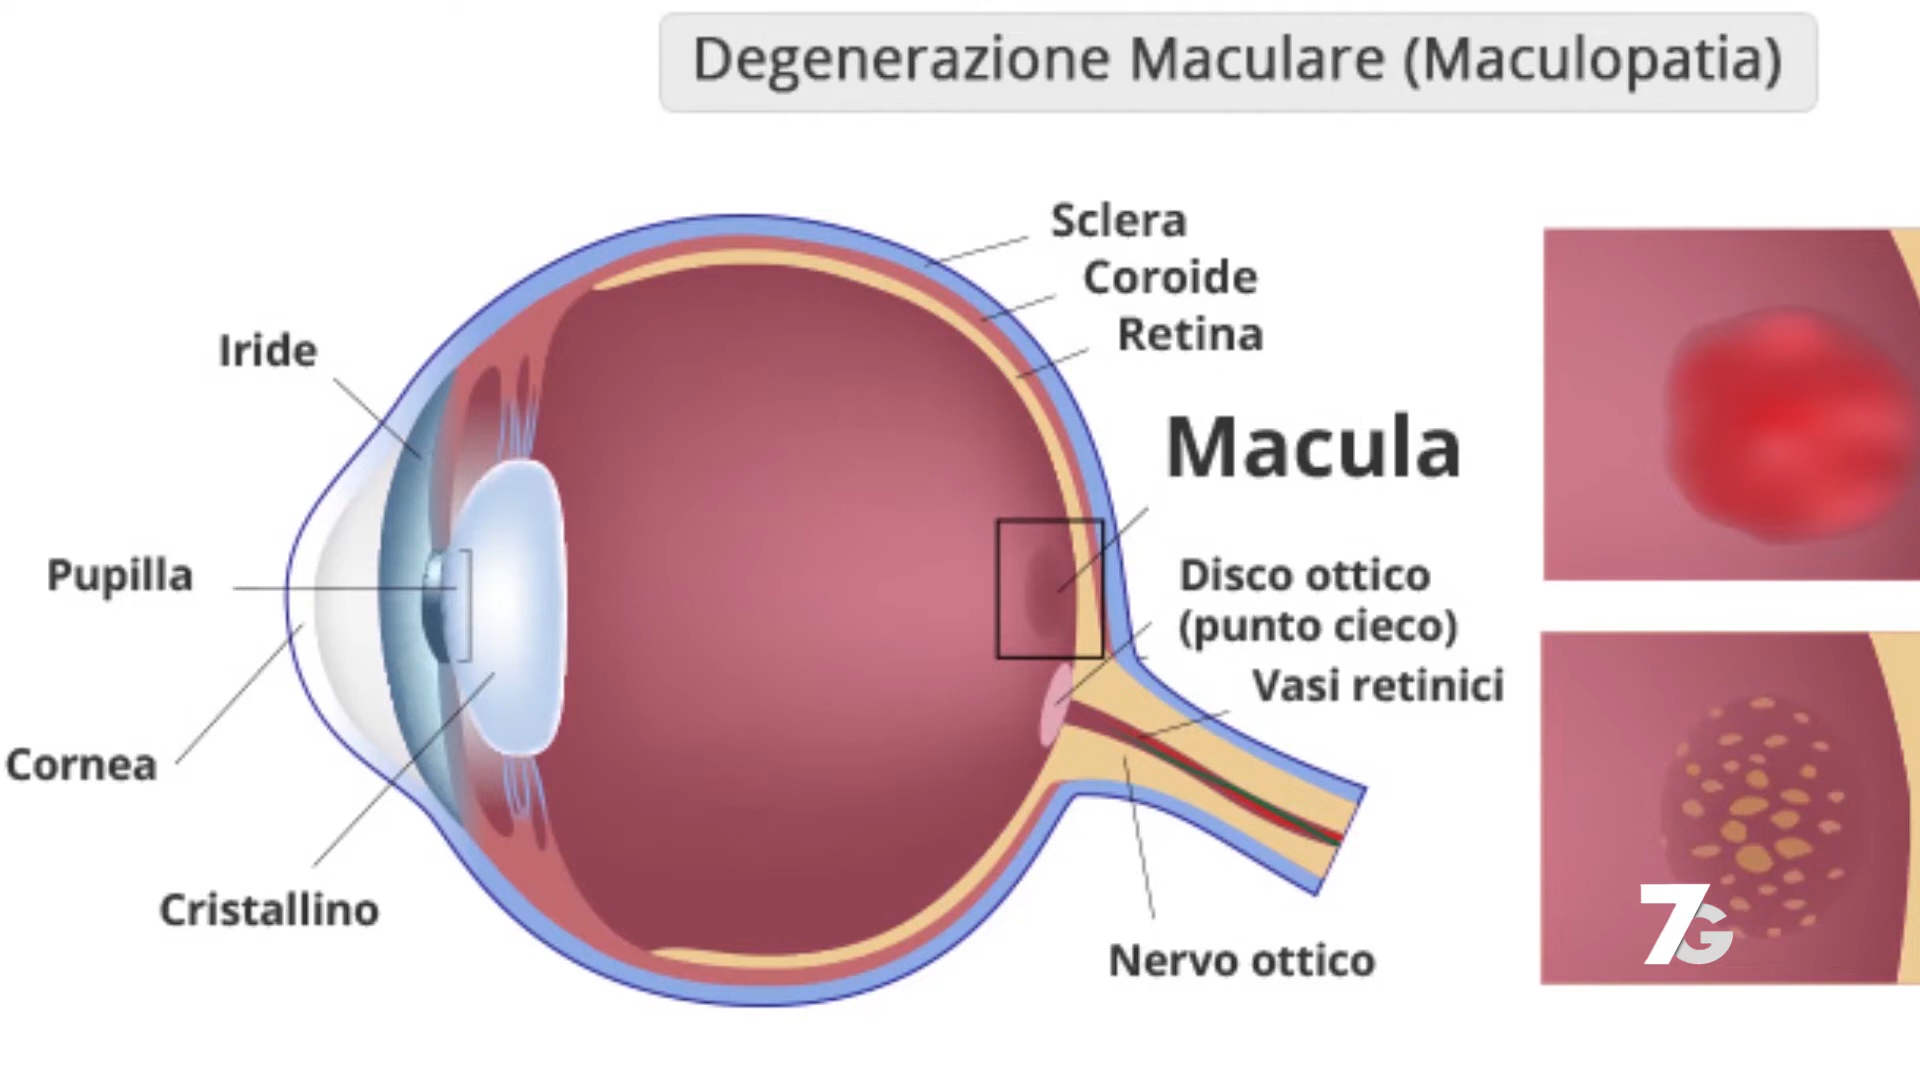 Degenerazione Maculare (Maculopatia)
Sclera
Coroide
Retina
Iride
Macula
Pupilla
Disco ottico
(punto cieco)
Vasi retinici
Cornea
Cristallino
Nervo ottico
7G